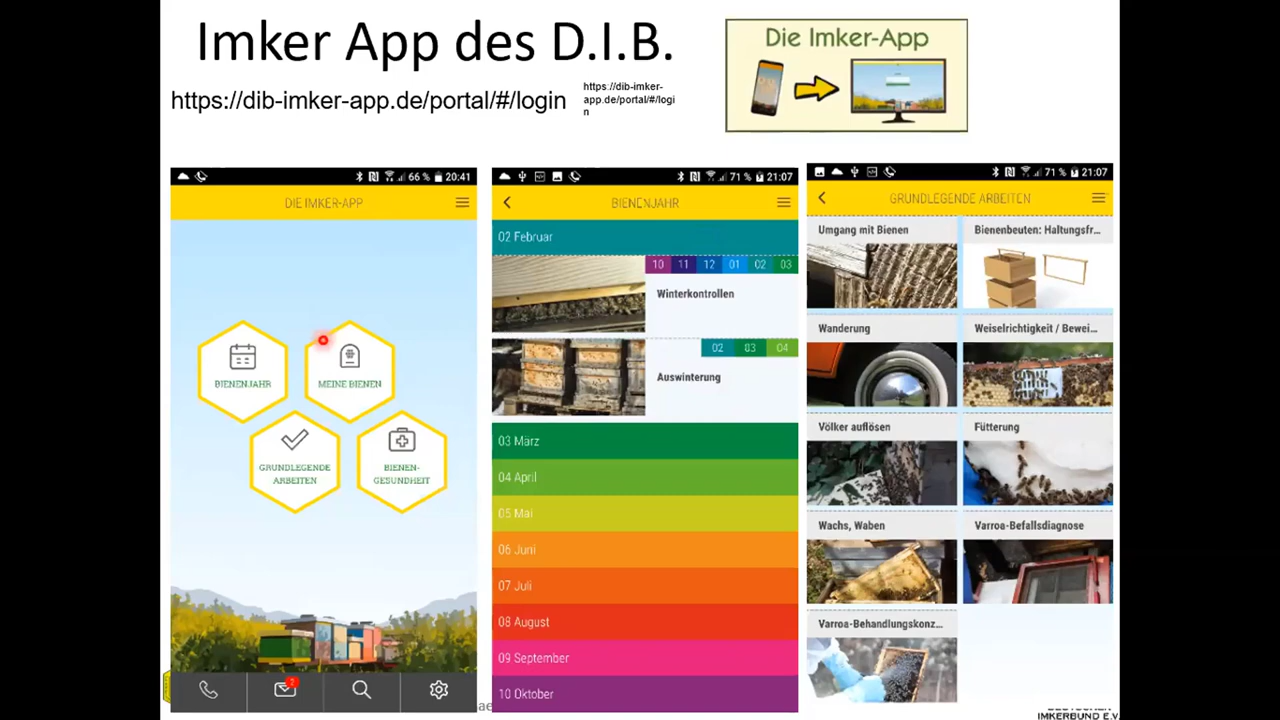 Imker App des D.I.B.
https://dib-imker-app.de/portal/#/login
https://dib-imker-
app.de/portal/#/logi
n
Die Imker-App
66 % 20:41
DIE IMKER-APP
BIENENJAHR
MEINE BIENEN
GRUNDLEGENDE
ARBEITEN
BIENEN-
GESUNDHEIT
2
71 % 21:07
BIENENJAHR
02 Februar
10 11 12 01 02 03
Winterkontrollen
02 03 04
Auswinterung
03 März
04 April
05 Mai
06 Juni
07 Juli
08 August
09 September
10 Oktober
71 % 21:07
GRUNDLEGENDE ARBEITEN
Umgang mit Bienen
Bienenbeuten: Haltungsfr...
Wanderung
Weiselrichtigkeit / Bewei...
Völker auflösen
Fütterung
Wachs, Waben
Varroa-Befallsdiagnose
Varroa-Behandlungskonz...
IMKERBUND E.V